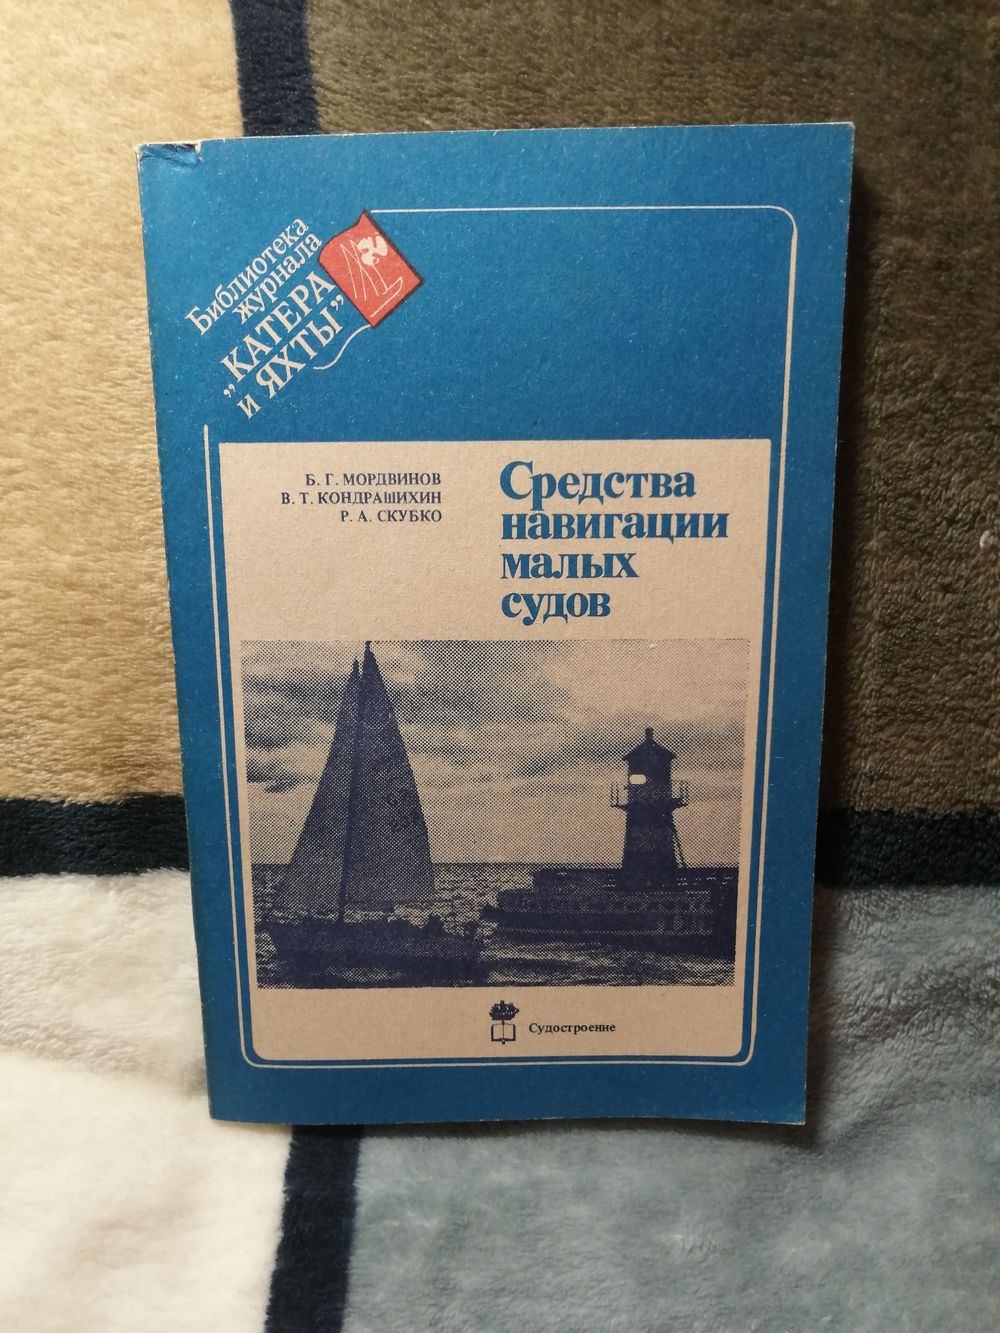 Библиотека
журнала
„КАТЕРА
и ЯХТЫ”
Б. Г. МОРДВИНОВ
В. Т. КОНДРАШИХИН
Р. А. СКУБКО
Средства
навигации
малых
судов
Судостроение